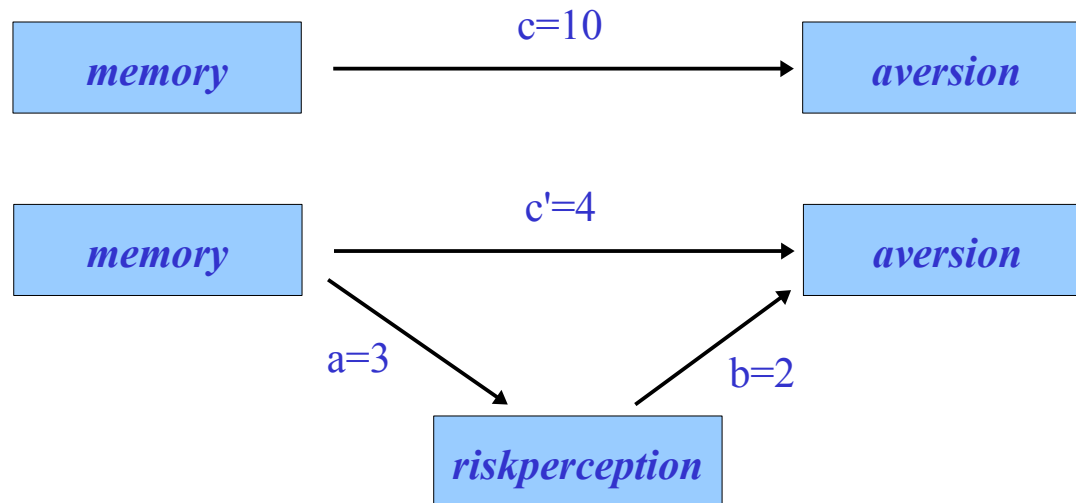 c=10
memory
aversion
c'=4
memory
aversion
a=3
b=2
riskperception